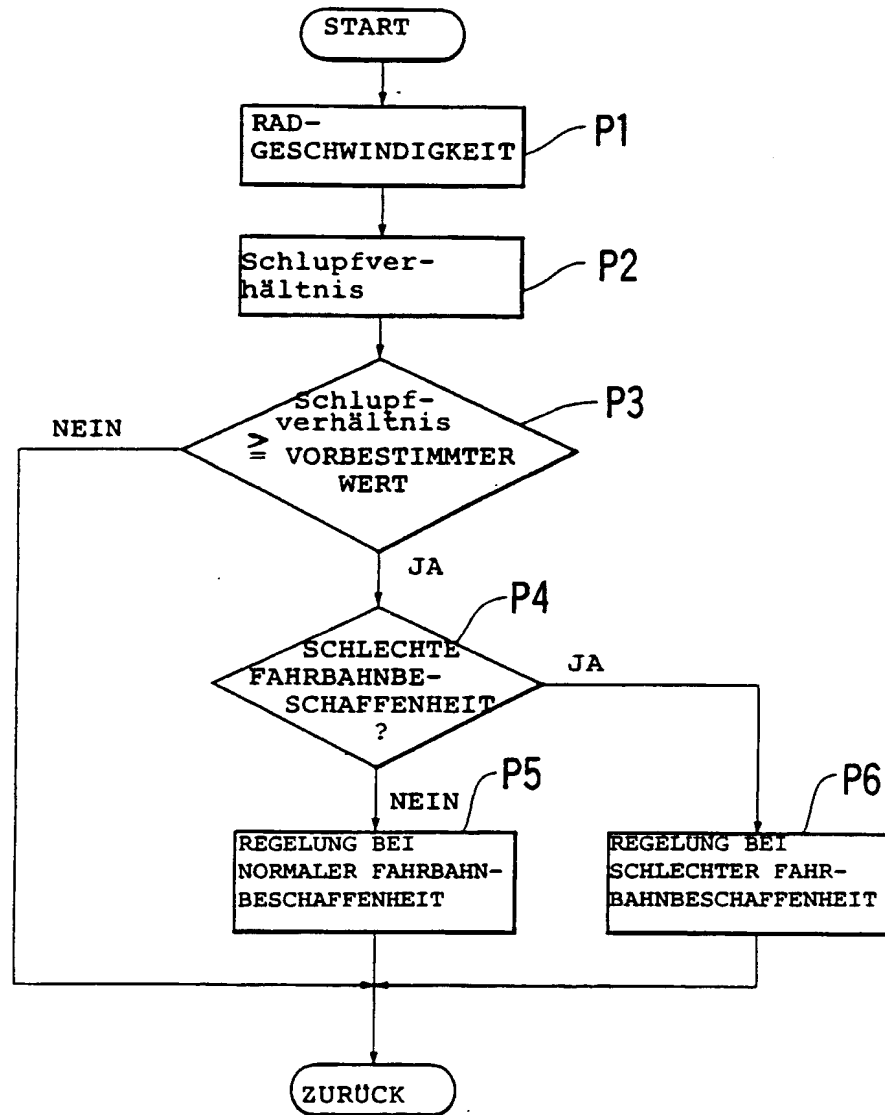 START
RAD-
GESCHWINDIGKEIT
P1
Schlupfver-
hältnis
P2
Schlupf-
verhältnis
≧ VORBESTIMMTER
WERT
P3
NEIN
JA
P4
SCHLECHTE
FAHRBAHNBE-
SCHAFFENHEIT
?
JA
NEIN
P5
REGELUNG BEI
NORMALER FAHRBAHN-
BESCHAFFENHEIT
P6
REGELUNG BEI
SCHLECHTER FAHR-
BAHNBESCHAFFENHEIT
ZURÜCK